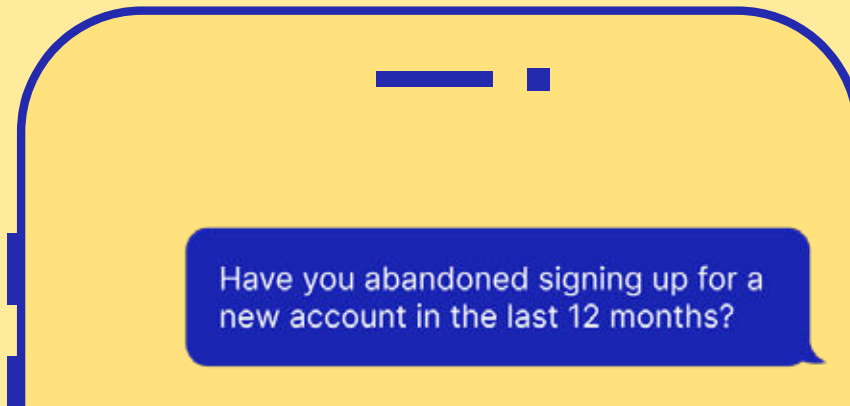 Have you abandoned signing up for a
new account in the last 12 months?